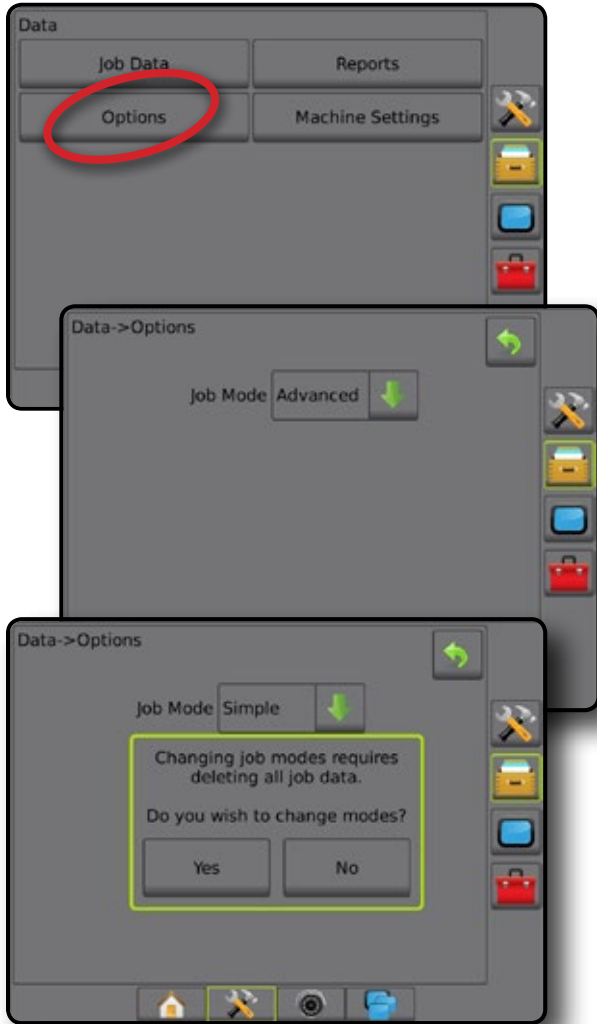 Data
Job Data
Reports
Options
Machine Settings
Data->Options
Job Mode Advanced
Data->Options
Job Mode Simple
Changing job modes requires
deleting all job data.
Do you wish to change modes?
Yes
No